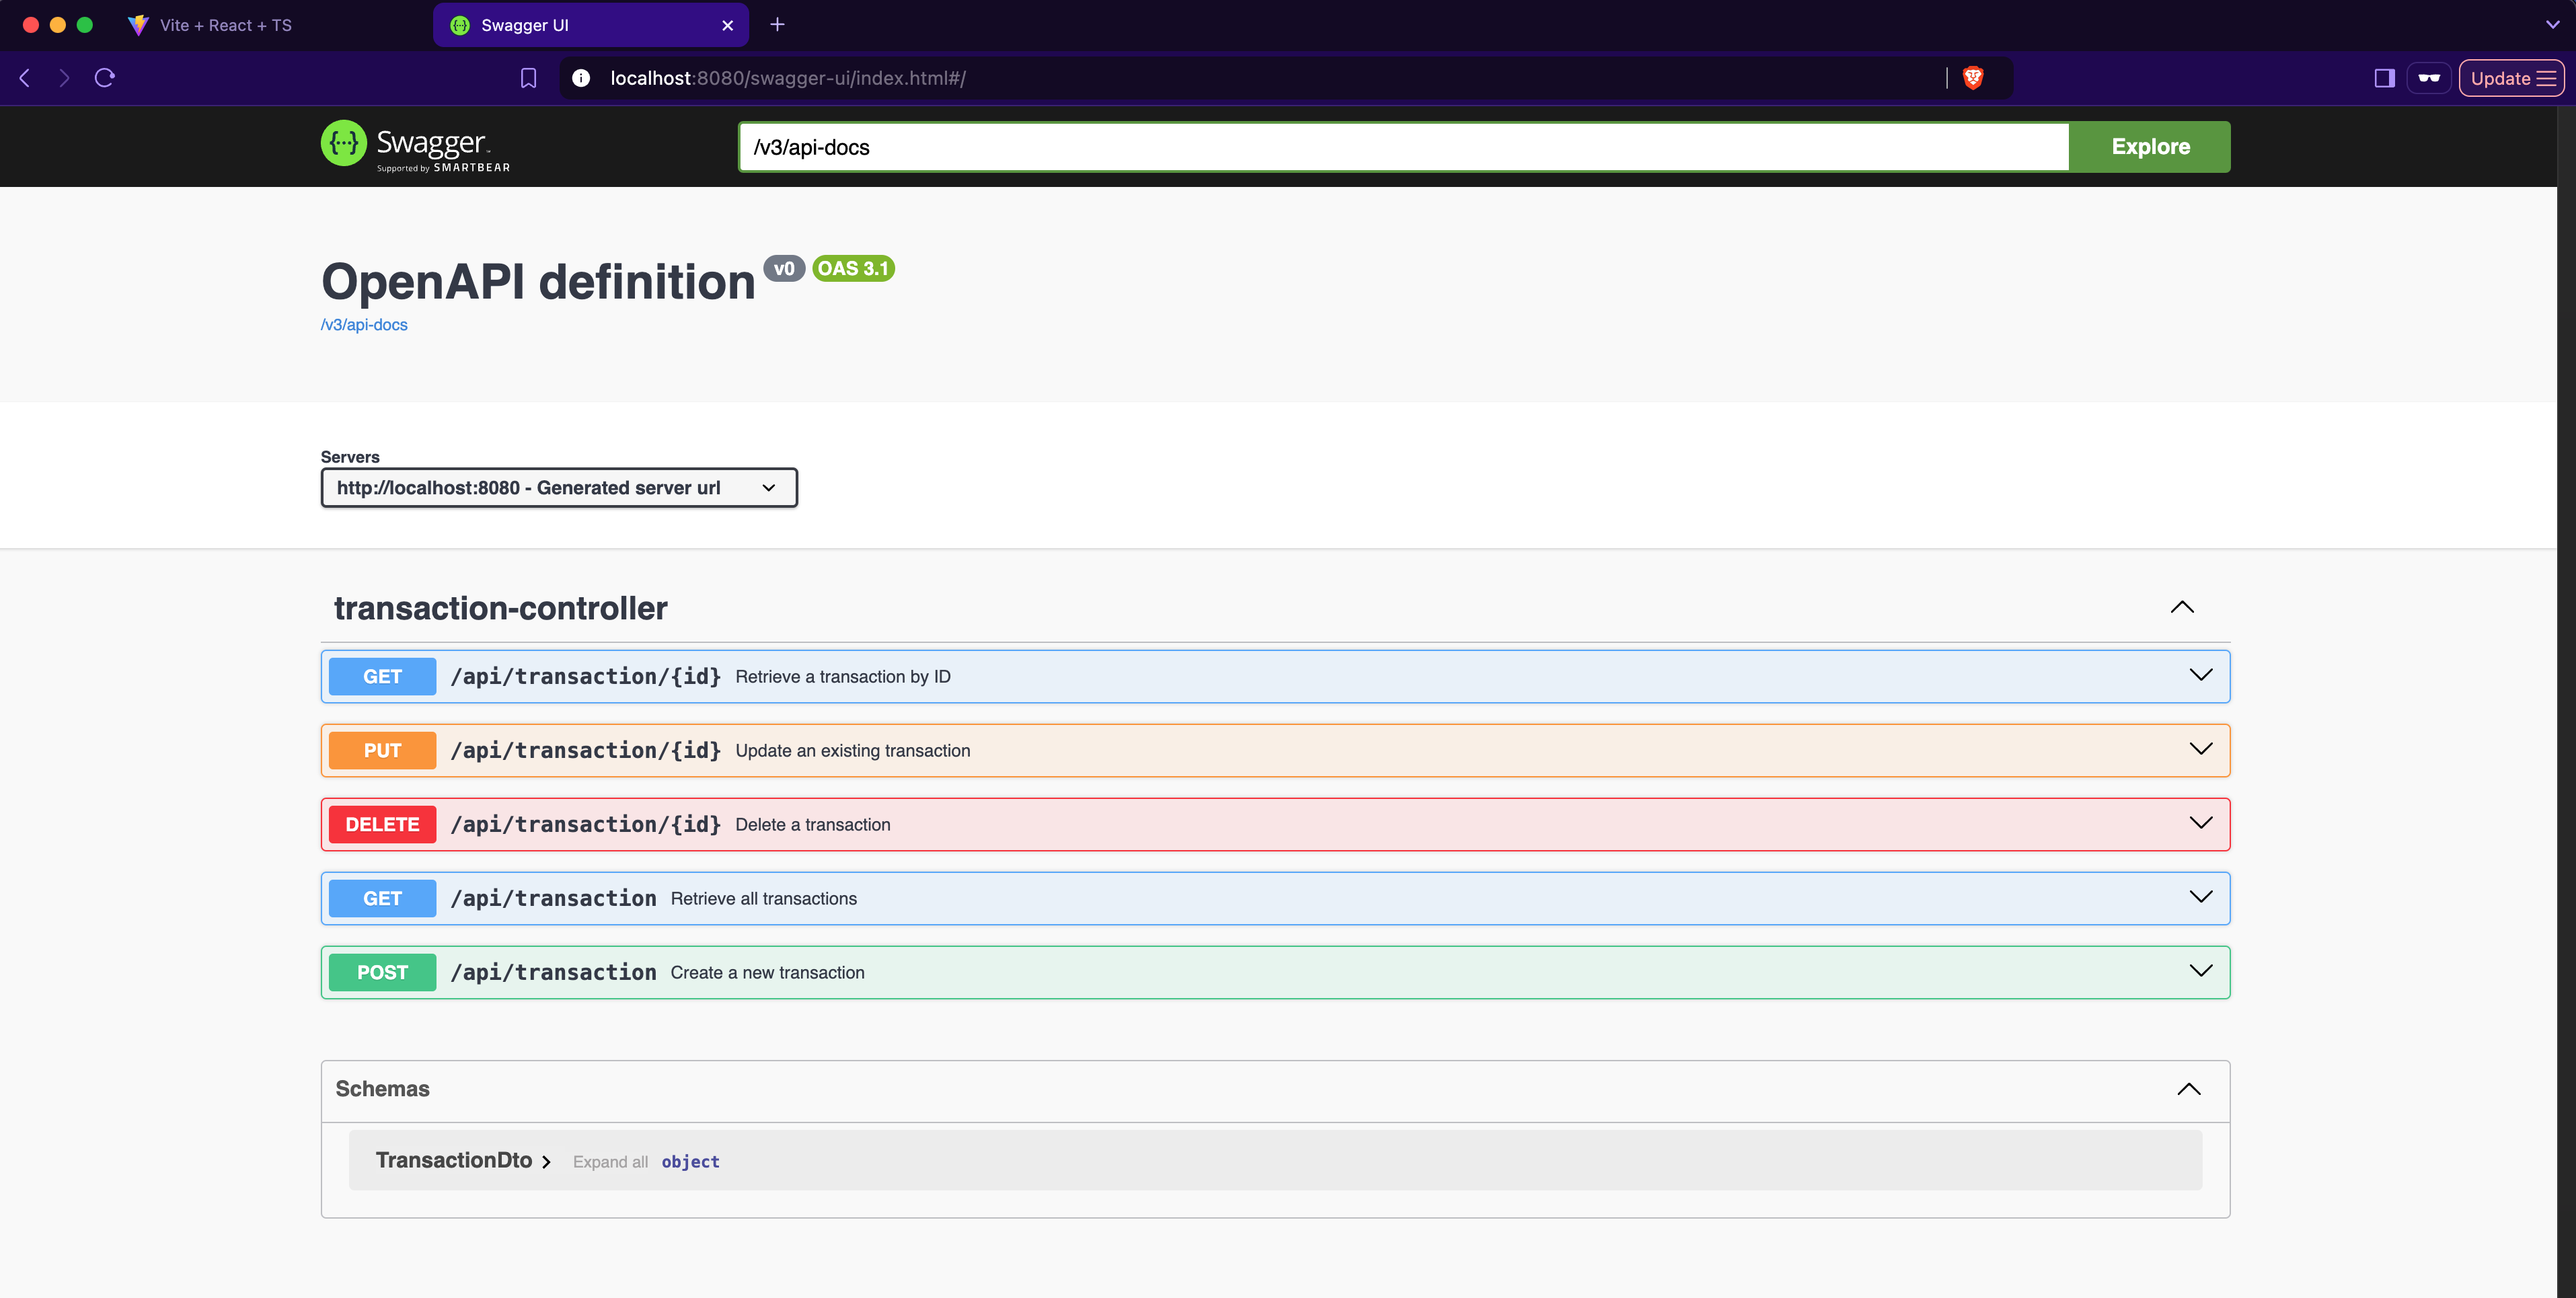 Vite + React + TS
Swagger UI
localhost:8080/swagger-ui/index.html#/
Update
Swagger
Supported by SMARTBEAR
/v3/api-docs
Explore
OpenAPI definition v0 OAS 3.1
/v3/api-docs
Servers
http://localhost:8080 - Generated server url
transaction-controller
GET /api/transaction/{id} Retrieve a transaction by ID
PUT /api/transaction/{id} Update an existing transaction
DELETE /api/transaction/{id} Delete a transaction
GET /api/transaction Retrieve all transactions
POST /api/transaction Create a new transaction
Schemas
TransactionDto Expand all object